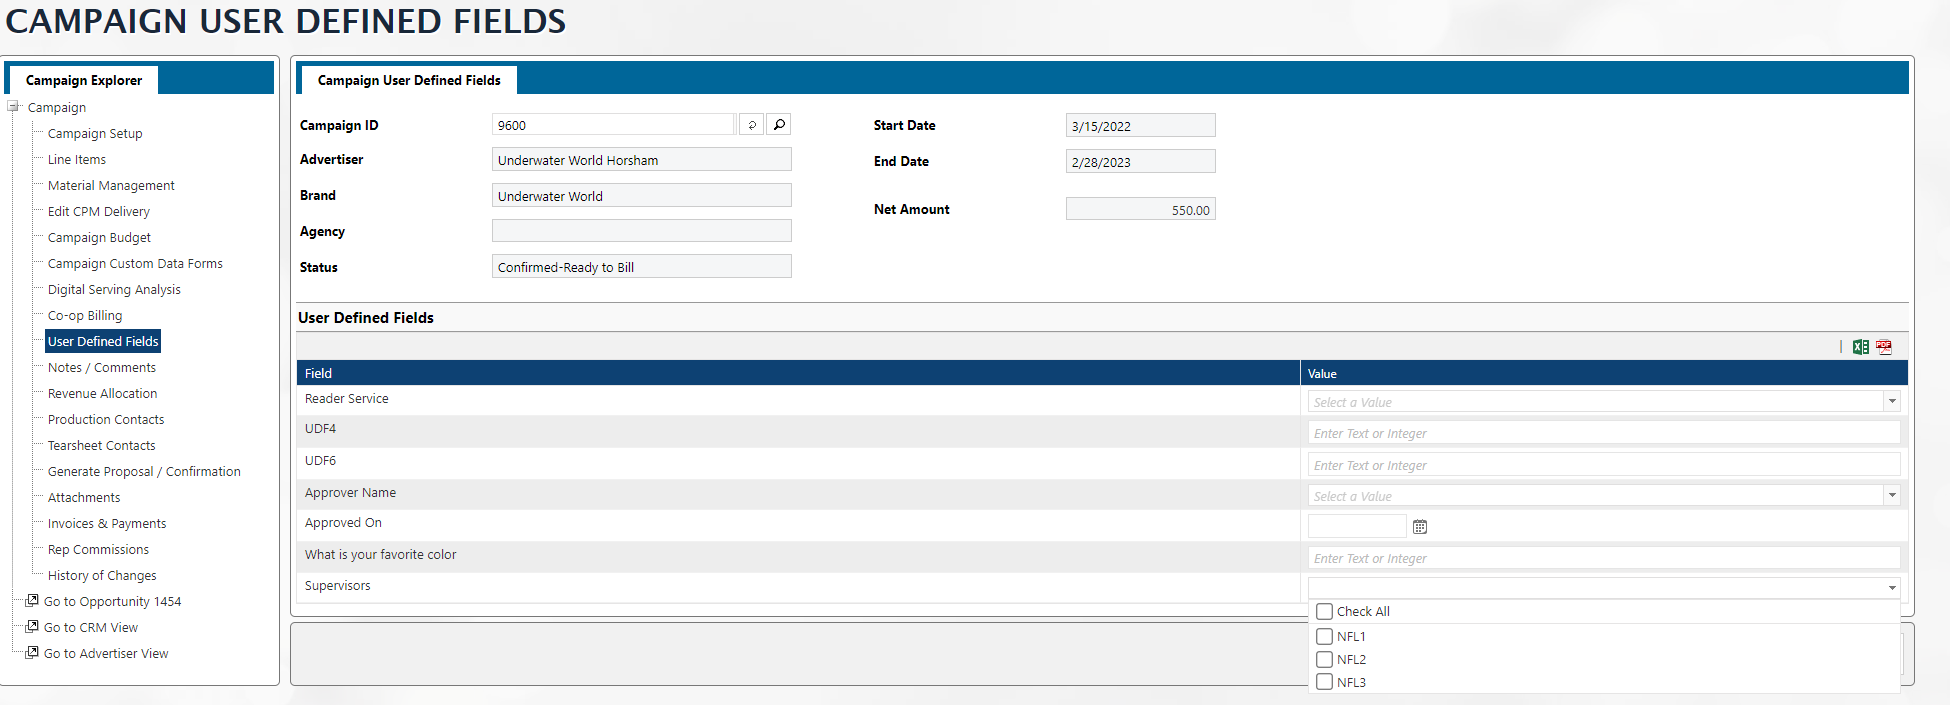 CAMPAIGN USER DEFINED FIELDS
Campaign Explorer
Campaign
Campaign Setup
Line Items
Material Management
Edit CPM Delivery
Campaign Budget
Campaign Custom Data Forms
Digital Serving Analysis
Co-op Billing
User Defined Fields
Notes / Comments
Revenue Allocation
Production Contacts
Tearsheet Contacts
Generate Proposal / Confirmation
Attachments
Invoices & Payments
Rep Commissions
History of Changes
Go to Opportunity 1454
Go to CRM View
Go to Advertiser View
Campaign User Defined Fields
Campaign ID 9600
Advertiser Underwater World Horsham
Brand Underwater World
Agency
Status Confirmed-Ready to Bill
Start Date 3/15/2022
End Date 2/28/2023
Net Amount 550.00
User Defined Fields
PDF
Field Value
Reader Service Select a Value
UDF4 Enter Text or Integer
UDF6 Enter Text or Integer
Approver Name Select a Value
Approved On
What is your favorite color Enter Text or Integer
Supervisors
Check All
NFL1
NFL2
NFL3